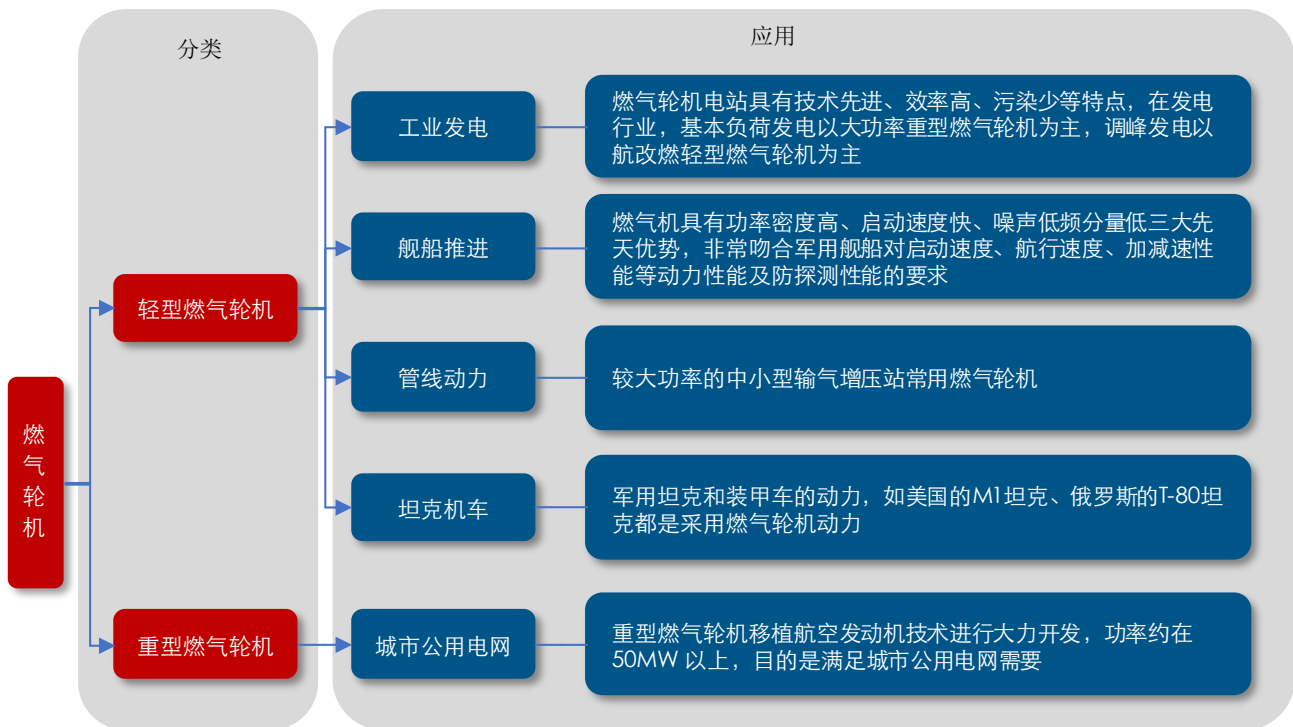 分类
应用
燃气轮机
轻型燃气轮机
重型燃气轮机
工业发电
燃气轮机电站具有技术先进、效率高、污染少等特点，在发电
行业，基本负荷发电以大功率重型燃气轮机为主，调峰发电以
航改燃轻型燃气轮机为主
舰船推进
燃气机具有功率密度高、启动速度快、噪声低频分量低三大先
天优势，非常吻合军用舰船对启动速度、航行速度、加减速性
能等动力性能及防探测性能的要求
管线动力
较大功率的中小型输气增压站常用燃气轮机
坦克机车
军用坦克和装甲车的动力，如美国的M1坦克、俄罗斯的T-80坦
克都是采用燃气轮机动力
城市公用电网
重型燃气轮机移植航空发动机技术进行大力开发，功率约在
50MW 以上，目的是满足城市公用电网需要